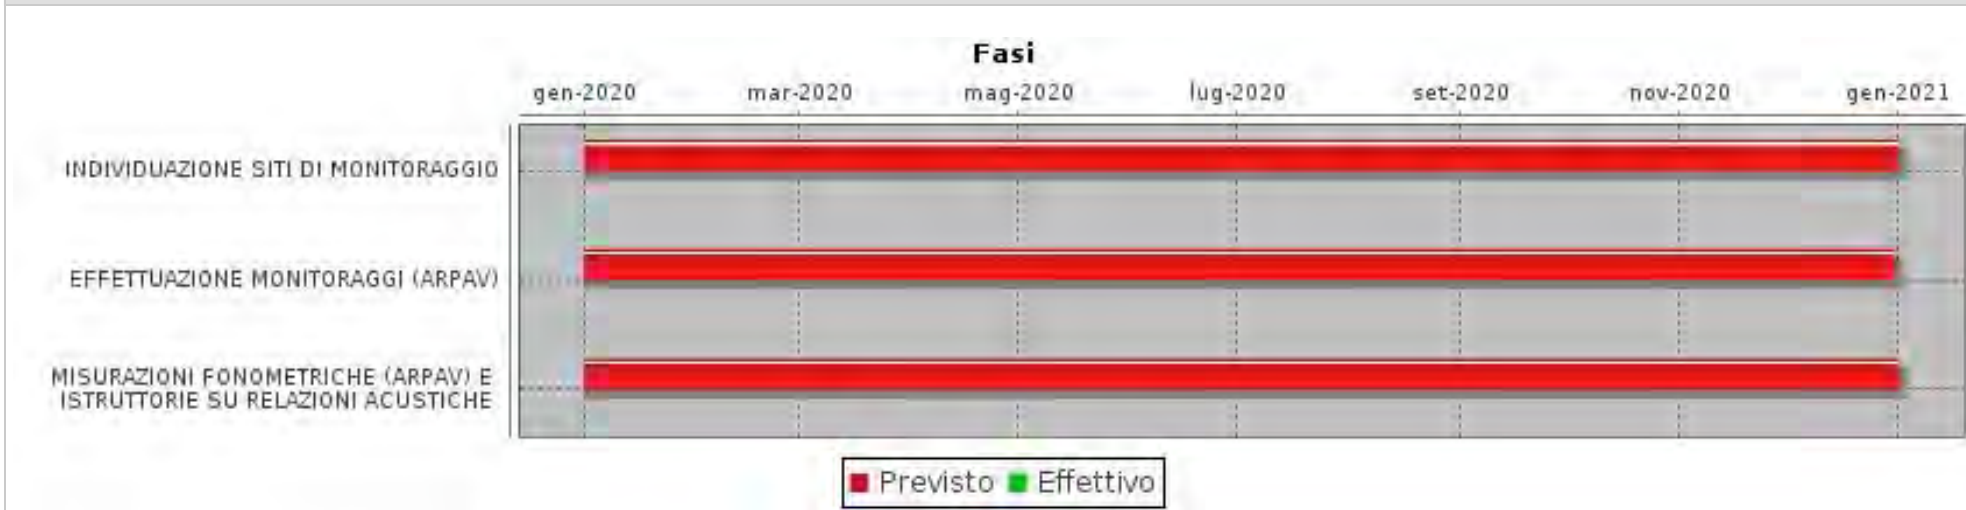 Fasi
gen-2020 mar-2020 mag-2020 lug-2020 set-2020 nov-2020 gen-2021
INDIVIDUAZIONE SITI DI MONITORAGGIO
EFFETTUAZIONE MONITORAGGI (ARPAV)
MISURAZIONI FONOMETRICHE (ARPAV) E
ISTRUTTORIE SU RELAZIONI ACUSTICHE
Previsto Effettivo